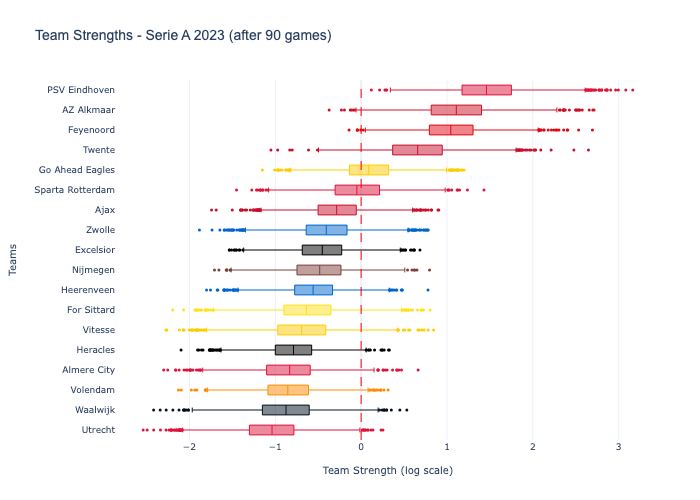 Team Strengths - Serie A 2023 (after 90 games)
PSV Eindhoven
AZ Alkmaar
Feyenoord
Twente
Go Ahead Eagles
Sparta Rotterdam
Ajax
Zwolle
Excelsior
Nijmegen
Heerenveen
For Sittard
Vitesse
Heracles
Almere City
Volendam
Waalwijk
Utrecht
Teams
−2 −1 0 1 2 3
Team Strength (log scale)